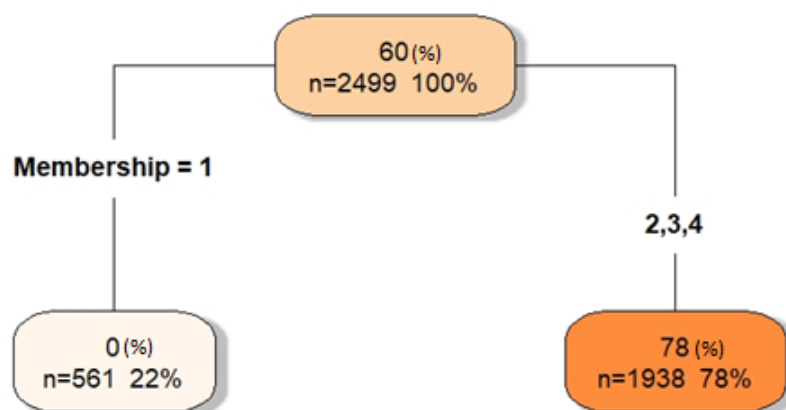 60(%)
n=2499 100%
Membership = 1
2,3,4
0(%)
n=561 22%
78(%)
n=1938 78%